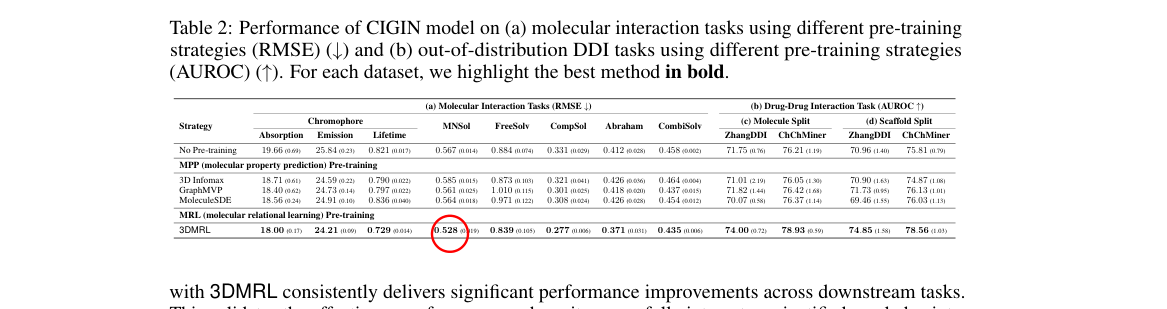 Table 2: Performance of CIGIN model on (a) molecular interaction tasks using different pre-training
strategies (RMSE) (↓) and (b) out-of-distribution DDI tasks using different pre-training strategies
(AUROC) (↑). For each dataset, we highlight the best method in bold.
(a) Molecular Interaction Tasks (RMSE ↓) (b) Drug-Drug Interaction Task (AUROC ↑)
Strategy Chromophore MNSol FreeSolv CompSol Abraham CombiSolv (c) Molecule Split (d) Scaffold Split
Absorption Emission Lifetime ZhangDDI ChChMiner ZhangDDI ChChMiner
No Pre-training 19.66 (0.69) 25.84 (0.23) 0.821 (0.017) 0.567 (0.014) 0.884 (0.074) 0.331 (0.029) 0.412 (0.028) 0.458 (0.002) 71.75 (0.76) 76.21 (1.19) 70.96 (1.40) 75.81 (0.79)
MPP (molecular property prediction) Pre-training
3D Infomax 18.71 (0.61) 24.59 (0.22) 0.790 (0.022) 0.585 (0.015) 0.873 (0.103) 0.321 (0.041) 0.426 (0.036) 0.464 (0.004) 71.01 (2.19) 76.05 (1.30) 70.90 (1.63) 74.87 (1.08)
GraphMVP 18.40 (0.62) 24.73 (0.14) 0.797 (0.022) 0.561 (0.025) 1.010 (0.115) 0.301 (0.025) 0.418 (0.020) 0.437 (0.015) 71.82 (1.44) 76.42 (1.68) 71.73 (0.95) 76.13 (1.01)
MoleculeSDE 18.56 (0.24) 24.91 (0.10) 0.836 (0.040) 0.564 (0.018) 0.971 (0.122) 0.308 (0.024) 0.426 (0.028) 0.454 (0.012) 70.07 (0.58) 76.37 (1.14) 69.46 (1.55) 76.03 (1.13)
MRL (molecular relational learning) Pre-training
3DMRL 18.00 (0.17) 24.21 (0.09) 0.729 (0.014) 0.528 0.839 (0.105) 0.277 (0.006) 0.371 (0.031) 0.435 (0.006) 74.00 (0.72) 78.93 (0.59) 74.85 (1.58) 78.56 (1.03)
with 3DMRL consistently delivers significant performance improvements across downstream tasks.